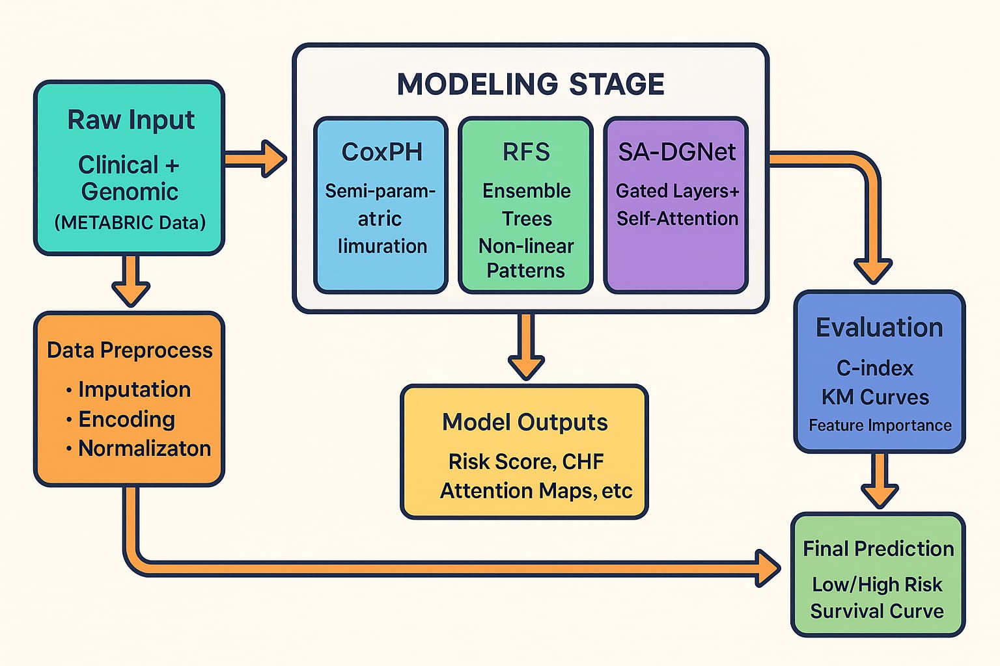 Raw Input
Clinical +
Genomic
(METABRIC Data)
Data Preprocess
• Imputation
• Encoding
• Normalizaton
MODELING STAGE
CoxPH
Semi-param-
atric
limuration
RFS
Ensemble
Trees
Non-linear
Patterns
SA-DGNet
Gated Layers+
Self-Attention
Model Outputs
Risk Score, CHF
Attention Maps, etc
Evaluation
C-index
KM Curves
Feature Importance
Final Prediction
Low/High Risk
Survival Curve